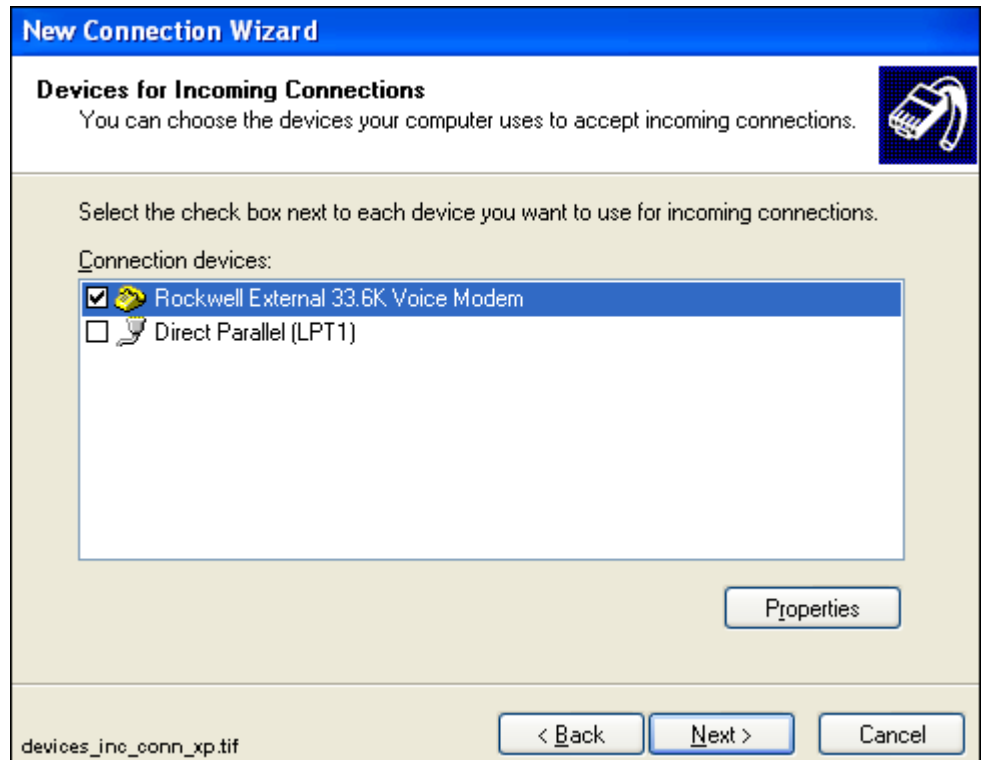 New Connection Wizard
Devices for Incoming Connections
You can choose the devices your computer uses to accept incoming connections.
Select the check box next to each device you want to use for incoming connections.
Connection devices:
Rockwell External 33.6K Voice Modem
Direct Parallel (LPT1)
Properties
devices_inc_conn_xp.tif
< Back
Next >
Cancel